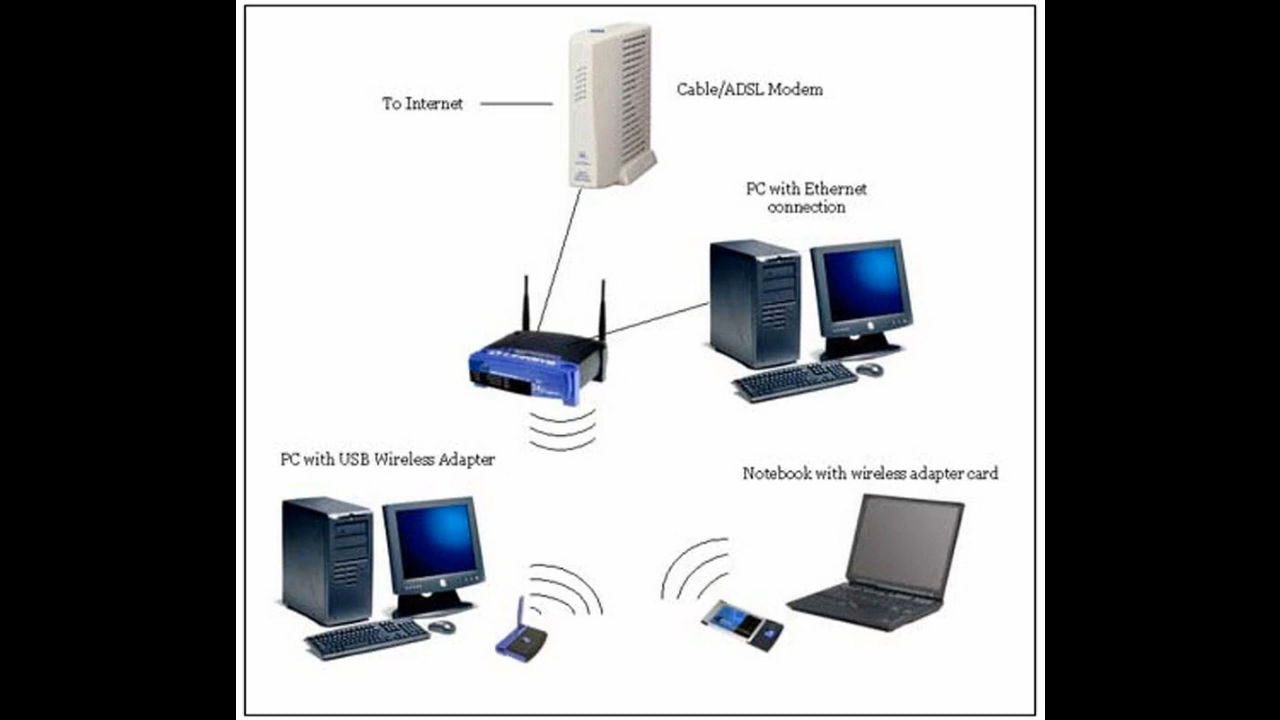 To Internet
Cable/ADSL Modem
PC with Ethernet
connection
PC with USB Wireless Adapter
Notebook with wireless adapter card